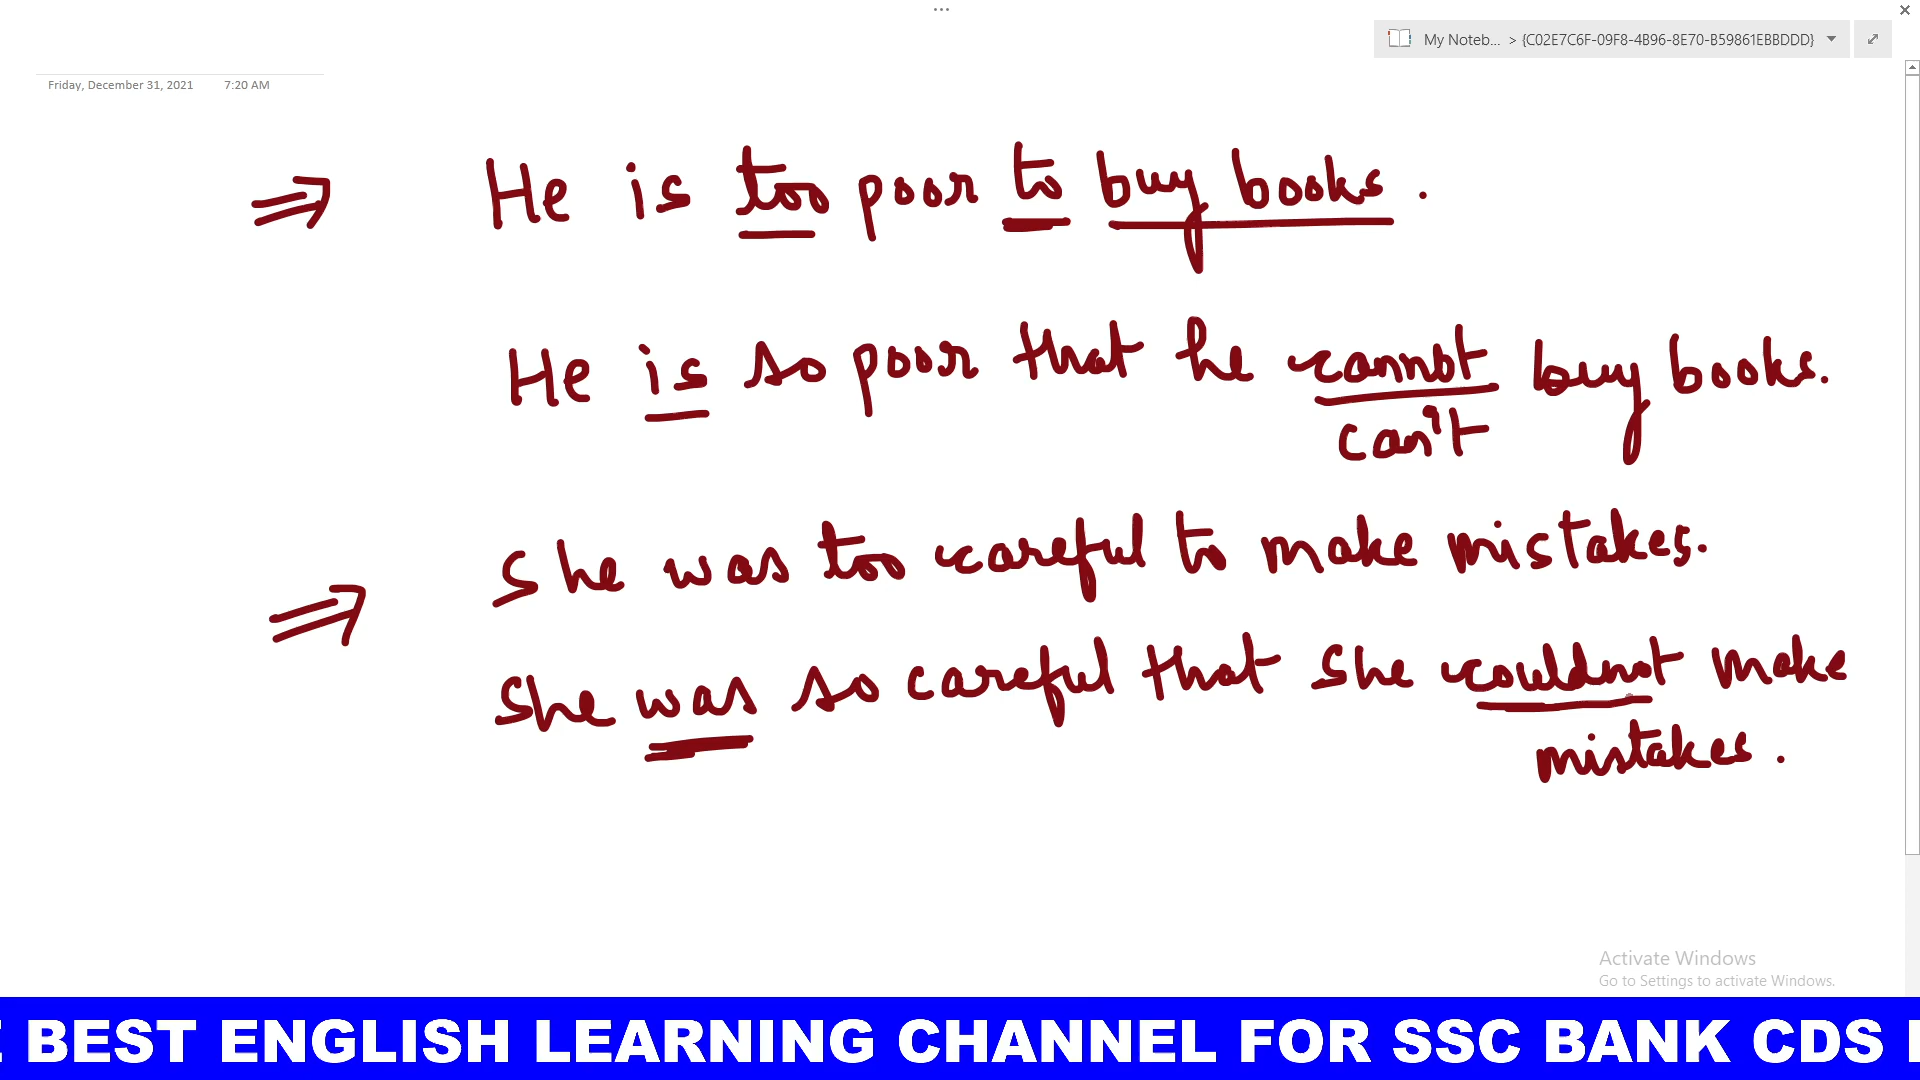 ...
My Noteb... > {C02E7C6F-09F8-4B96-8E70-B59861EBBDDD}
Friday, December 31, 2021 7:20 AM
He is too poor to buy books.
He is so poor that he cannot buy books.
can't
She was too careful to make mistakes.
She was so careful that she couldnot make
mistakes.
Activate Windows
Go to Settings to activate Windows.
BEST ENGLISH LEARNING CHANNEL FOR SSC BANK CDS